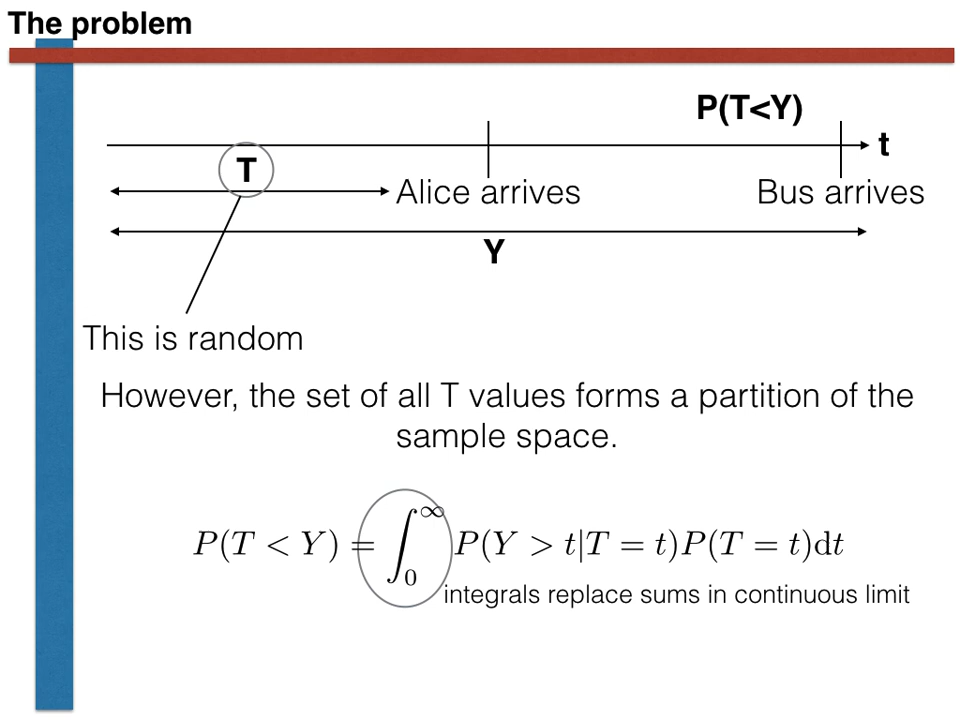 The problem
P(T<Y)
t
T
Alice arrives
Bus arrives
Y
This is random
However, the set of all T values forms a partition of the
sample space.
P(T < Y) = ∫₀^∞ P(Y > t|T = t)P(T = t)dt
integrals replace sums in continuous limit